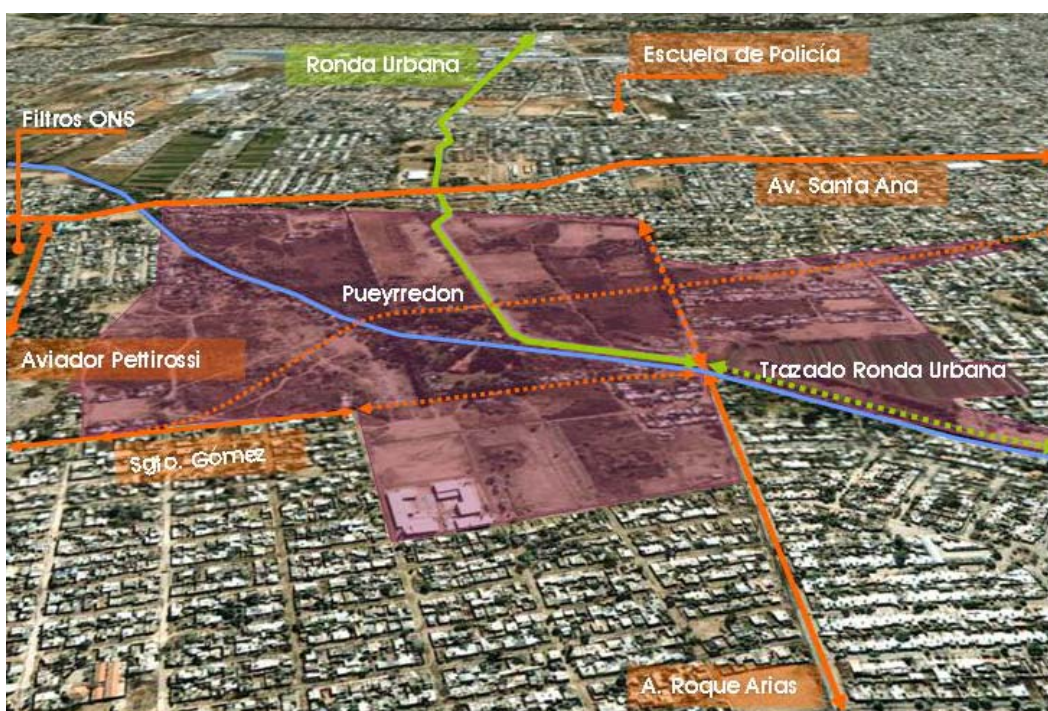 Ronda Urbana
Escuela de Policía
Filtros ONS
Av. Santa Ana
Pueyrredon
Aviador Pettirossi
Trazado Ronda Urbana
Sgto. Gómez
A. Roque Arias